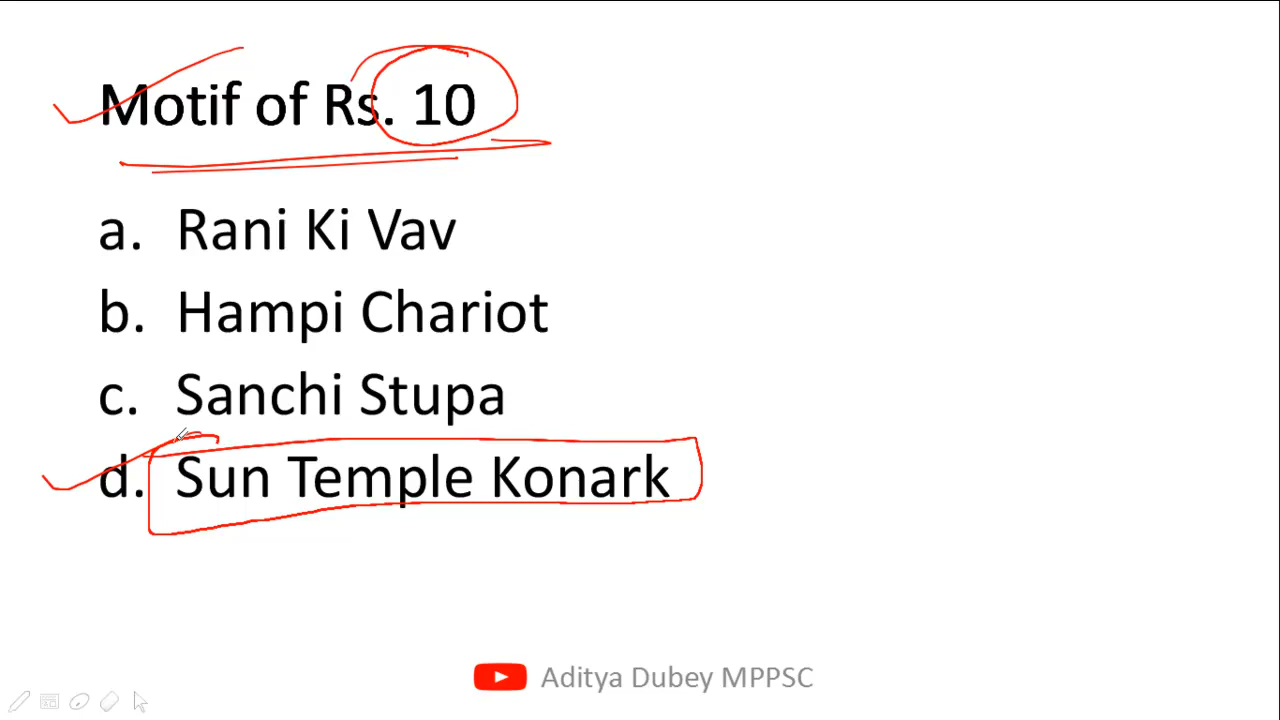 Motif of Rs. 10
a. Rani Ki Vav
b. Hampi Chariot
c. Sanchi Stupa
d. Sun Temple Konark
Aditya Dubey MPPSC